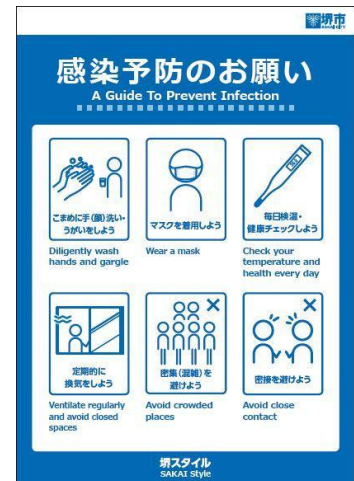 堺市
感染予防のお願い
A Guide To Prevent Infection
こまめに手(顔)洗い・
うがいをしよう
Diligently wash
hands and gargle
マスクを着用しよう
Wear a mask
毎日検温・
健康チェックしよう
Check your
temperature and
health every day
定期的に
換気をしよう
Ventilate regularly
and avoid closed
spaces
密集(混雑)を
避けよう
Avoid crowded
places
密接を避けよう
Avoid close
contact
堺スタイル
SAKAI Style